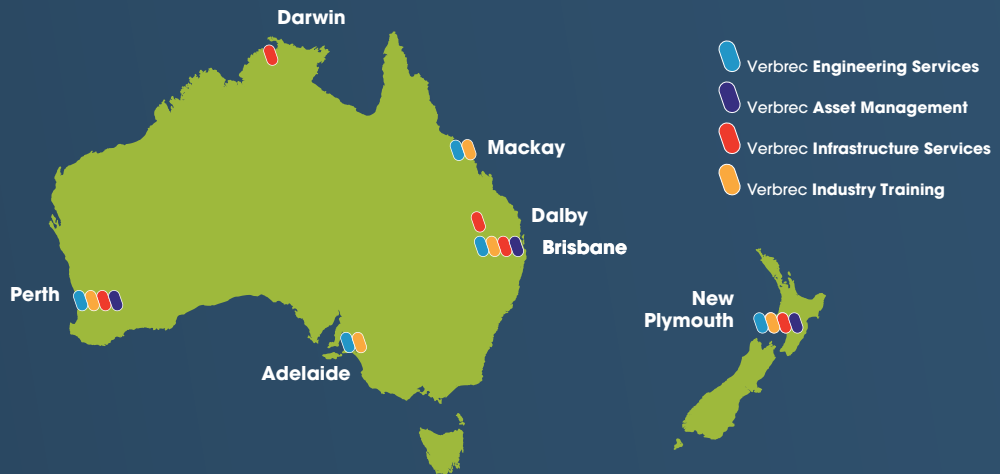 Darwin
Verbrec Engineering Services
Verbrec Asset Management
Mackay
Verbrec Infrastructure Services
Verbrec Industry Training
Dalby
Brisbane
Perth
New
Plymouth
Adelaide